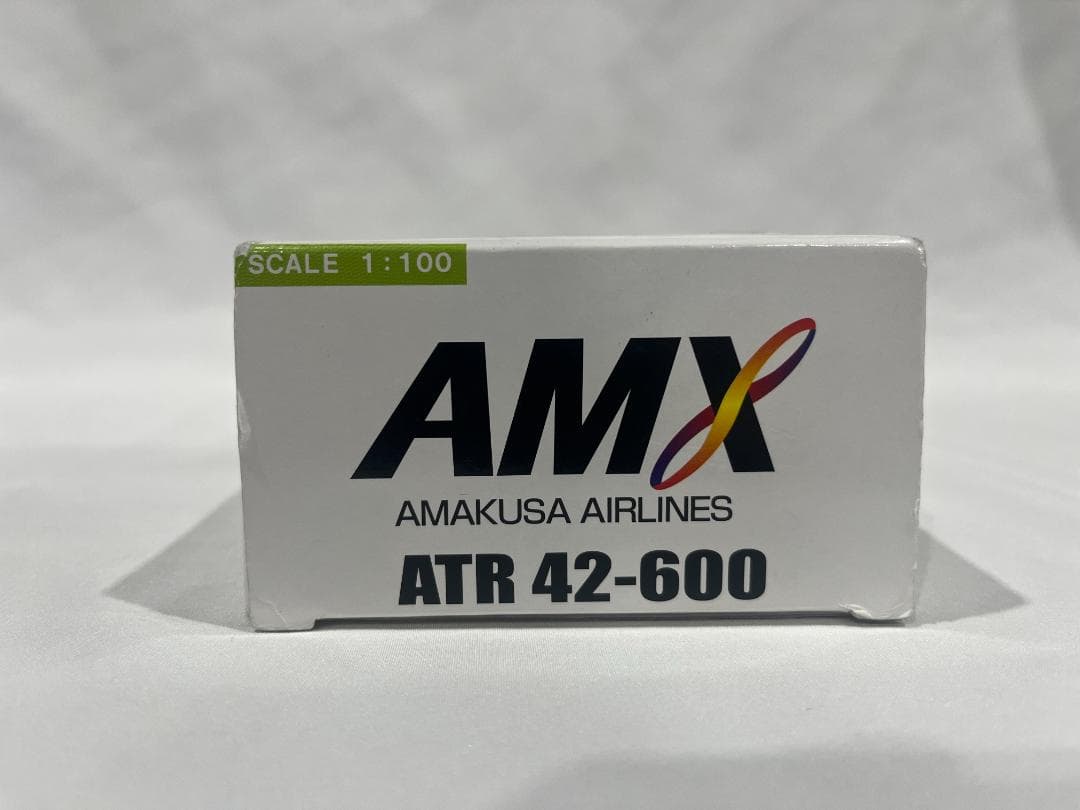 SCALE 1:100
AMX
AMAKUSA AIRLINES
ATR 42-600